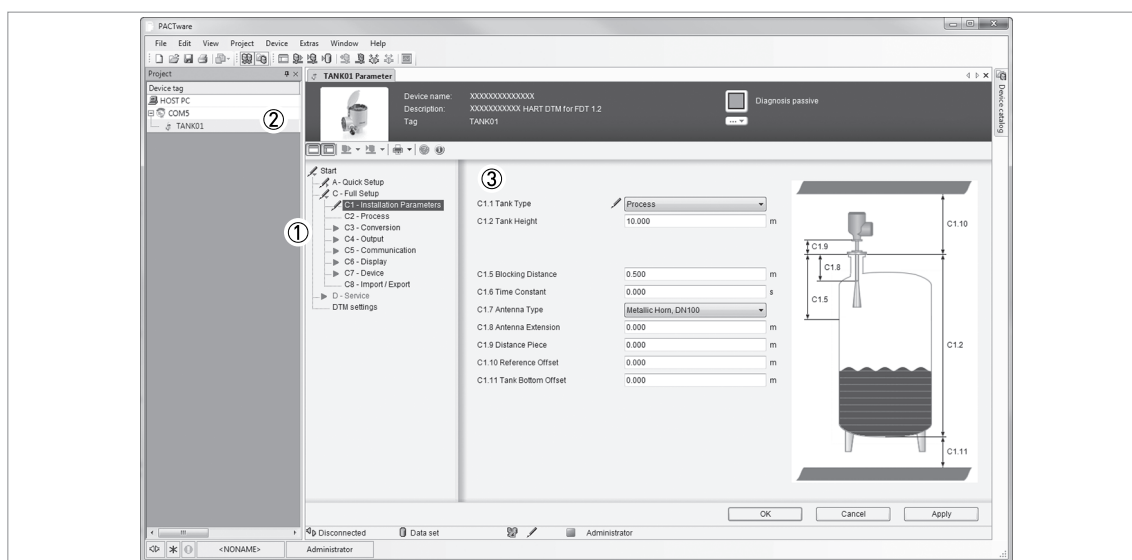 PACTware
File Edit View Project Device Extras Window Help
Project
Device tag
HOST PC
COM5
TANK01
②
TANK01 Parameter
Device name: XXXXXXXXXXXXXX
Description: XXXXXXXXXXX HART DTM for FDT 1.2
Tag TANK01
Diagnosis passive
Device catalog
①
Start
A - Quick Setup
C - Full Setup
C1 - Installation Parameters
C2 - Process
C3 - Conversion
C4 - Output
C5 - Communication
C6 - Display
C7 - Device
C8 - Import / Export
D - Service
DTM settings
③
C1.1 Tank Type Process
C1.2 Tank Height 10.000 m
C1.5 Blocking Distance 0.500 m
C1.6 Time Constant 0.000 s
C1.7 Antenna Type Metallic Horn, DN100
C1.8 Antenna Extension 0.000 m
C1.9 Distance Piece 0.000 m
C1.10 Reference Offset 0.000 m
C1.11 Tank Bottom Offset 0.000 m
C1.10
C1.9
C1.8
C1.5
C1.2
C1.11
OK Cancel Apply
Disconnected Data set Administrator
<NONAME> Administrator